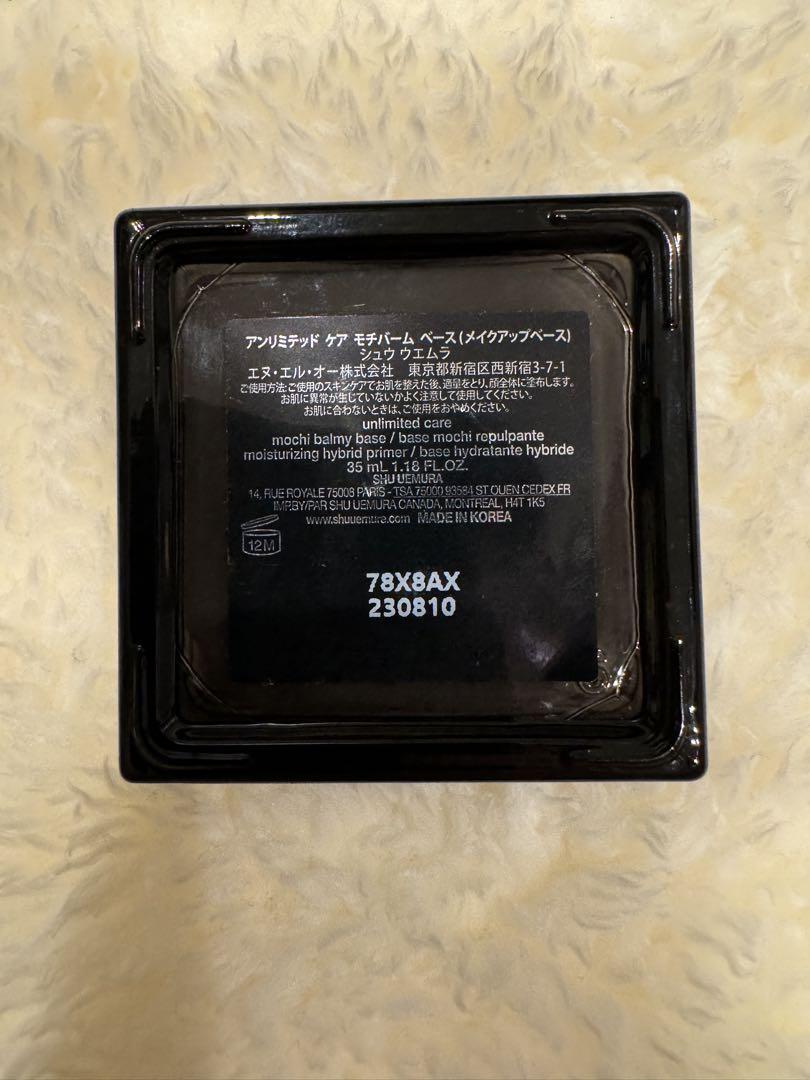 アンリミテッド ケア モチバーム ベース(メイクアップベース)
シュウ ウエムラ
エヌ・エル・オー株式会社 東京都新宿区西新宿3-7-1
ご使用方法:ご使用のスキンケアでお肌を整えた後、適量をとり、顔全体に塗布します。
お肌に異常が生じていないかよく注意して使用してください。
お肌に合わないときは、ご使用をおやめください。
unlimited care
mochi balmy base / base mochi repulpante
moisturizing hybrid primer / base hydratante hybride
35 mL 1.18 FL.OZ.
SHU UEMURA
14, RUE ROYALE 75008 PARIS - TSA 75000 93584 ST OUEN CEDEX FR
IMP.BY/PAR SHU UEMURA CANADA, MONTREAL, H4T 1K5
www.shuuemura.com MADE IN KOREA
12M
78X8AX
230810